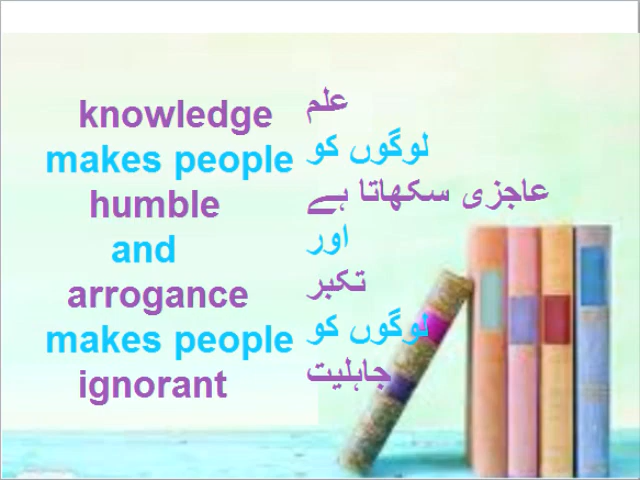 knowledge
makes people
humble
and
arrogance
makes people
ignorant
علم
لوگوں کو
عاجزی سکھاتا ہے
اور
تکبر
لوگوں کو
جاہلیت